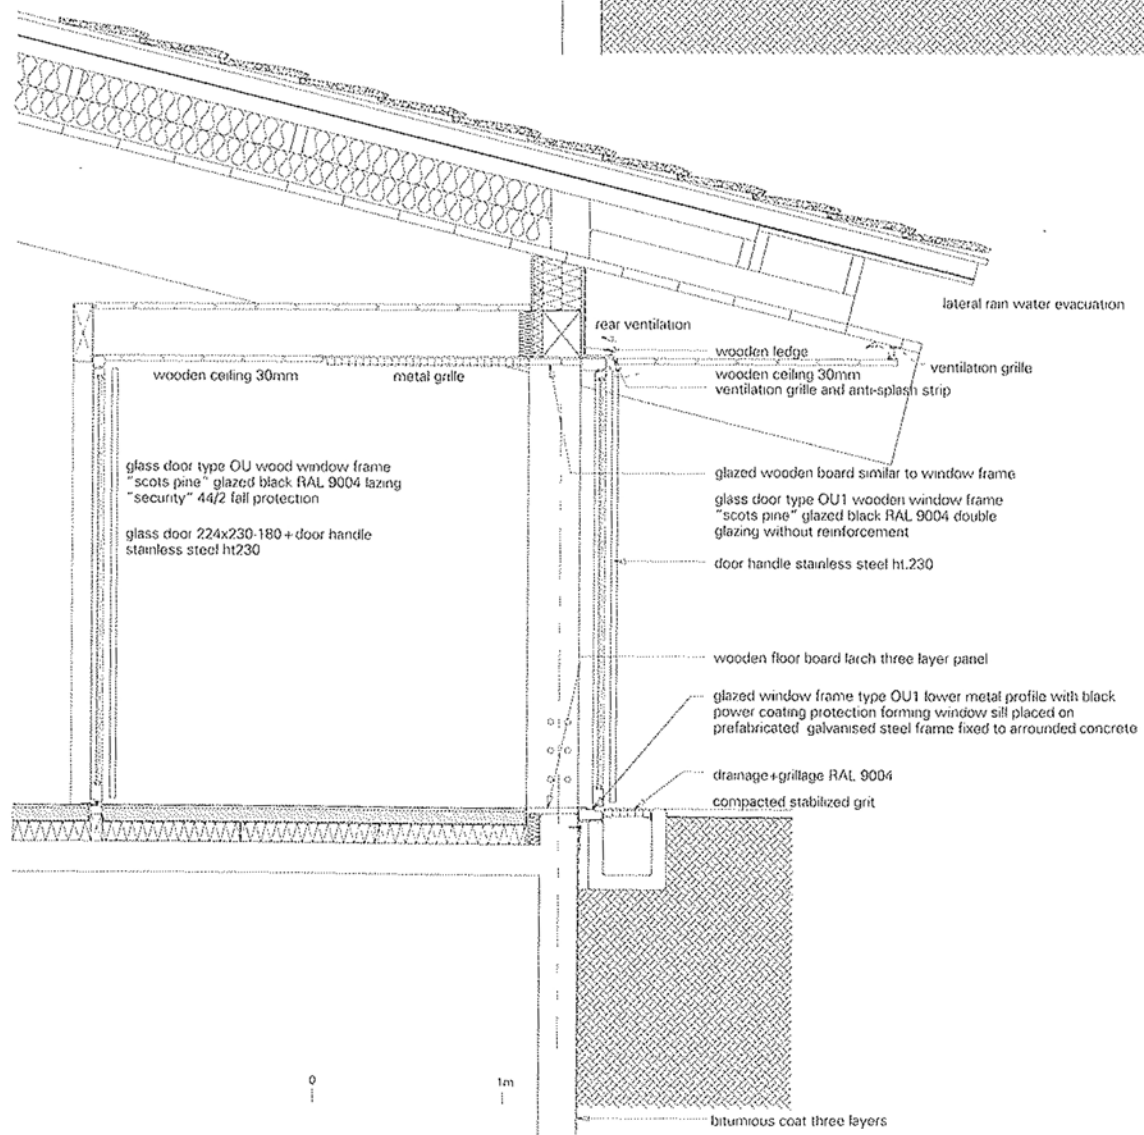 lateral rain water evacuation
rear ventilation
wooden ledge
ventilation grille
wooden ceiling 30mm
metal grille
wooden ceiling 30mm
ventilation grille and anti-splash strip
glass door type OU wood window frame
"scots pine" glazed black RAL 9004 lazing
"security" 44/2 fall protection
glass door 224x230-180 + door handle
stainless steel ht230
glazed wooden board similar to window frame
glass door type OU1 wooden window frame
"scots pine" glazed black RAL 9004 double
glazing without reinforcement
door handle stainless steel ht.230
wooden floor board larch three layer panel
glazed window frame type OU1 lower metal profile with black
power coating protection forming window sill placed on
prefabricated galvanised steel frame fixed to arrounded concrete
drainage+grillage RAL 9004
compacted stabilized grit
0
1m
bitumious coat three layers